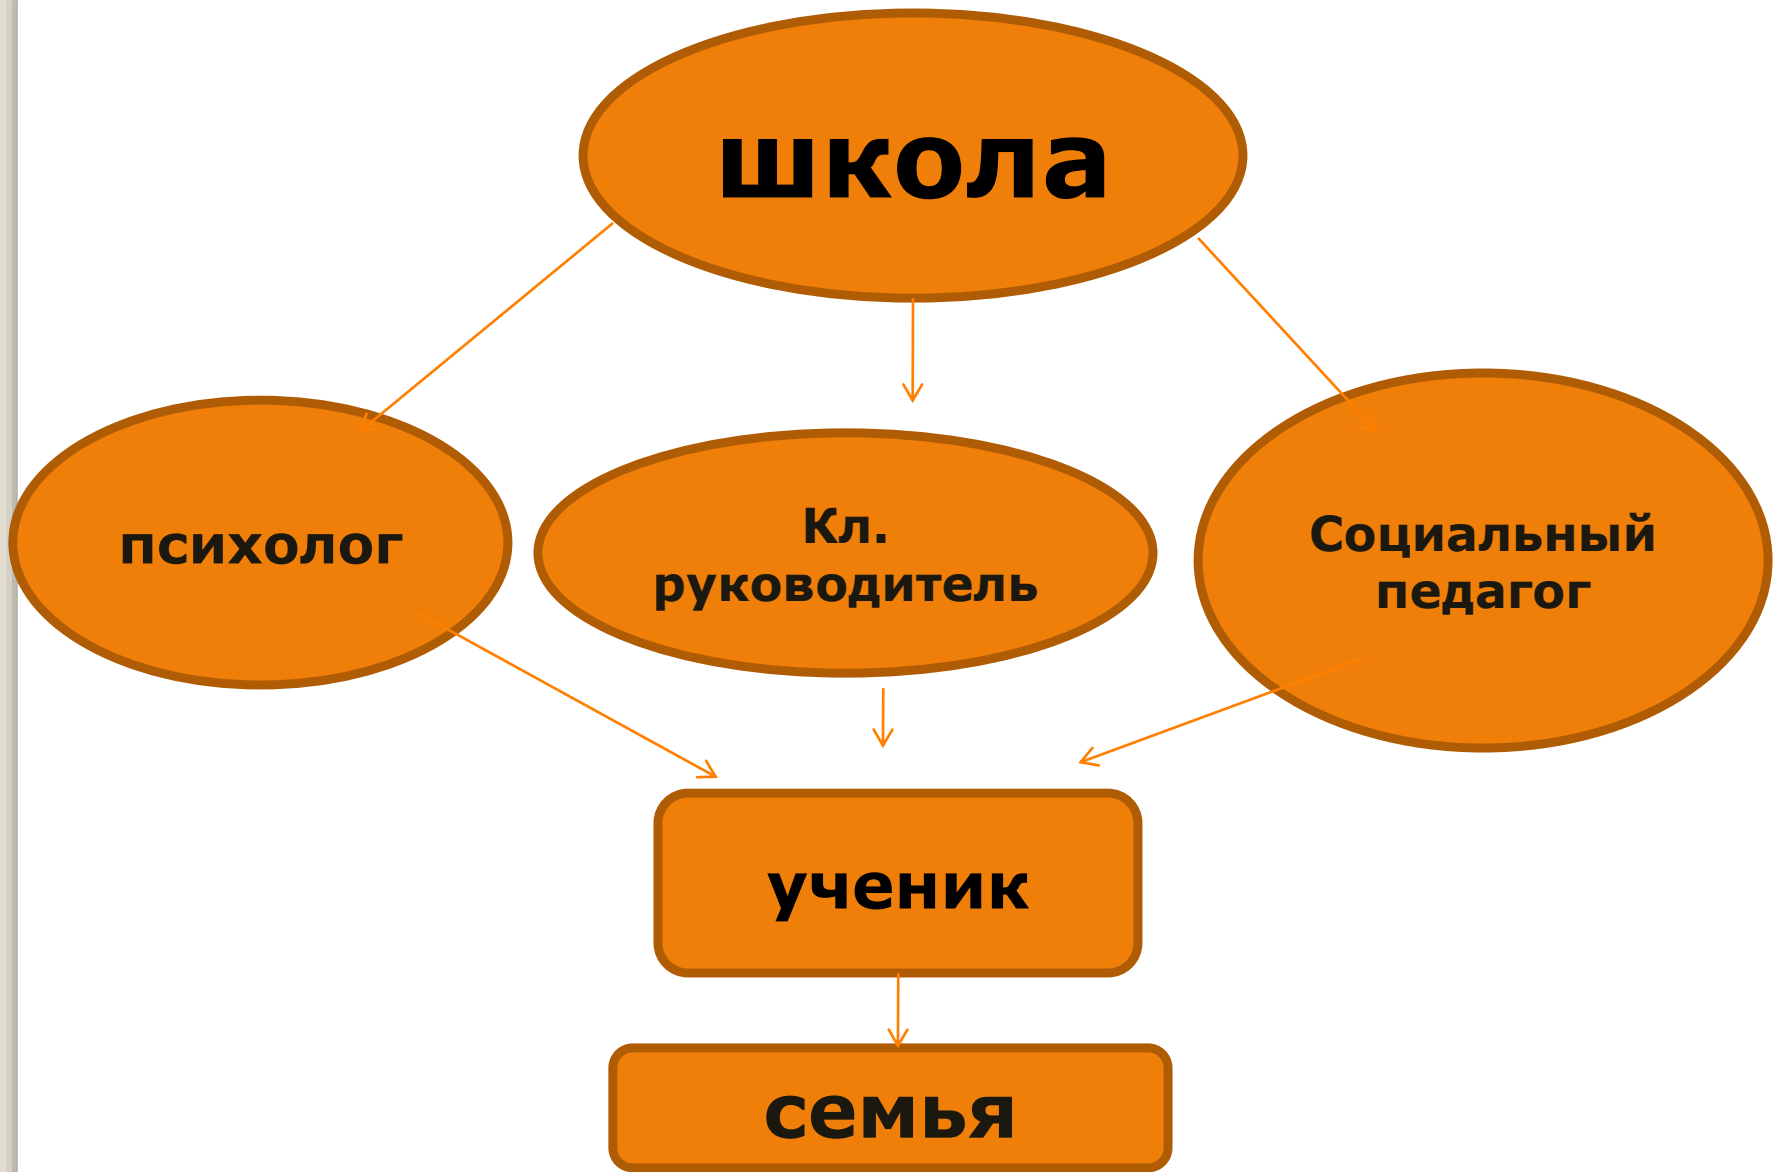 школа
психолог
Кл.
руководитель
Социальный
педагог
ученик
семья